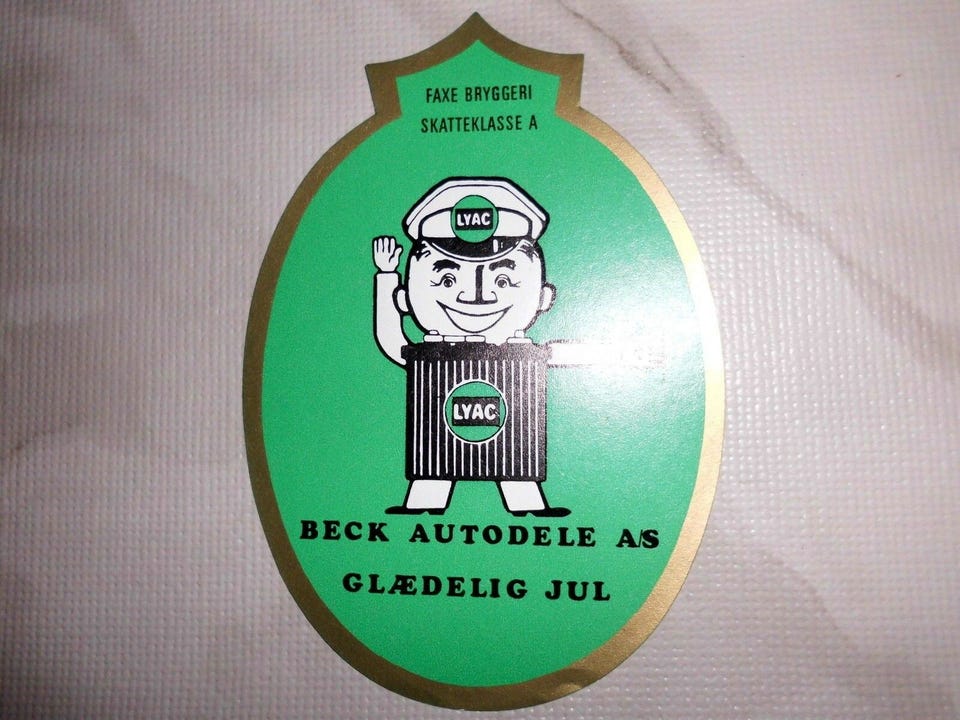 FAXE BRYGGERI
SKATTEKLASSE A
LYAC
LYAC
BECK AUTODELE A/S
GLÆDELIG JUL